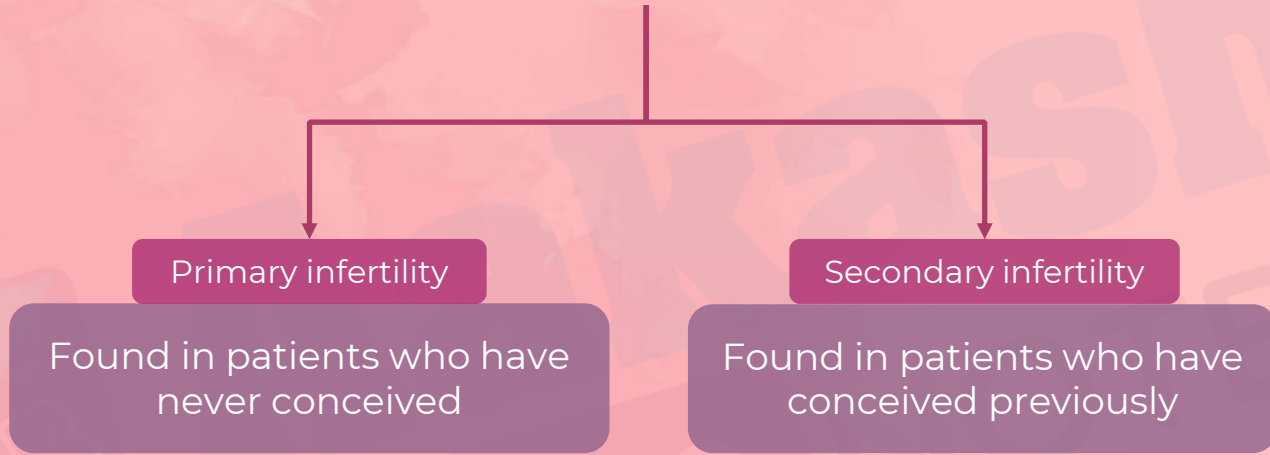 Primary infertility
Secondary infertility
Found in patients who have
never conceived
Found in patients who have
conceived previously